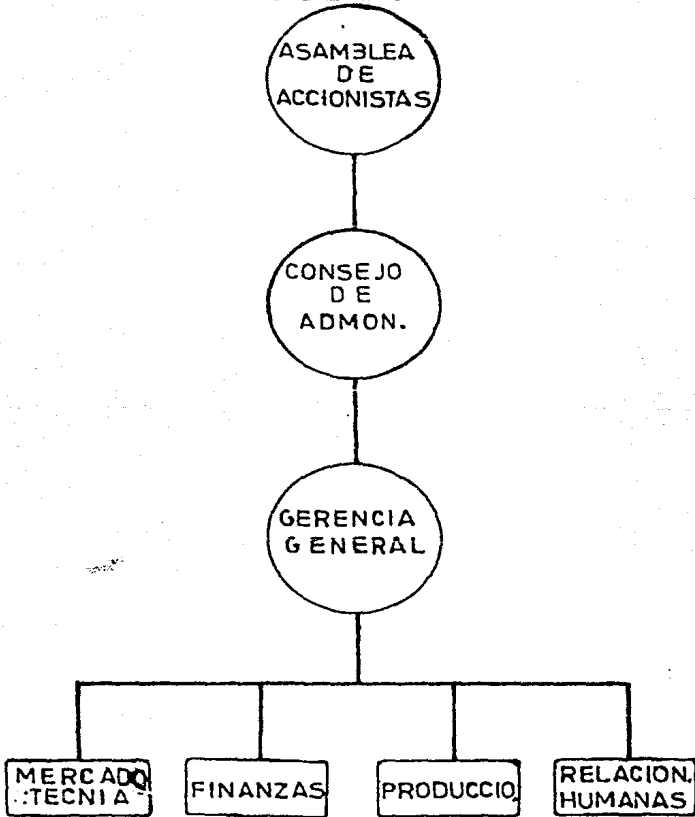 ASAMBLEA
DE
ACCIONISTAS
CONSEJO
DE
ADMON.
GERENCIA
GENERAL
MERCADO
TECNIA
FINANZAS
PRODUCCIO
RELACION.
HUMANAS